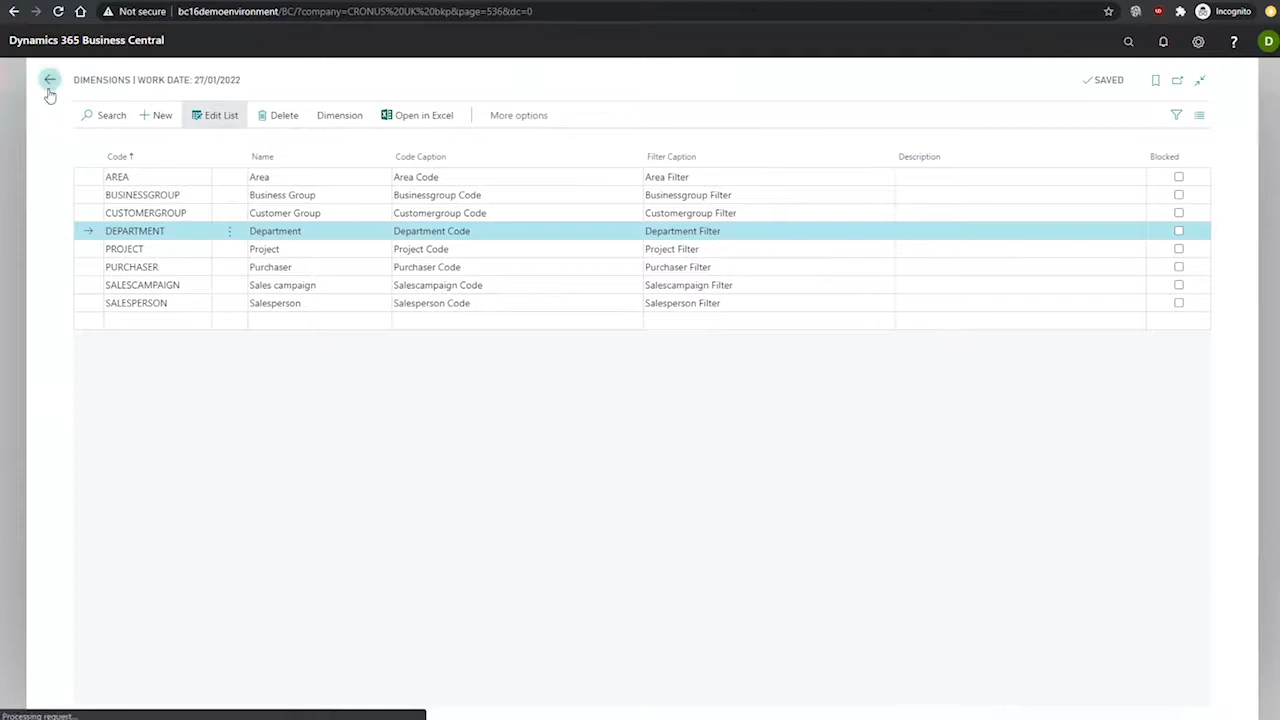 Not secure | bc16demoenvironment/BC/?company=CRONUS%20UK%20bkp&page=536&dc=0 Incognito
Dynamics 365 Business Central ? D
DIMENSIONS | WORK DATE: 27/01/2022 SAVED
Search + New Edit List Delete Dimension Open in Excel More options
Code ↑ Name Code Caption Filter Caption Description Blocked
AREA Area Area Code Area Filter
BUSINESSGROUP Business Group Businessgroup Code Businessgroup Filter
CUSTOMERGROUP Customer Group Customergroup Code Customergroup Filter
DEPARTMENT Department Department Code Department Filter
PROJECT Project Project Code Project Filter
PURCHASER Purchaser Purchaser Code Purchaser Filter
SALESCAMPAIGN Sales campaign Salescampaign Code Salescampaign Filter
SALESPERSON Salesperson Salesperson Code Salesperson Filter
Processing request...